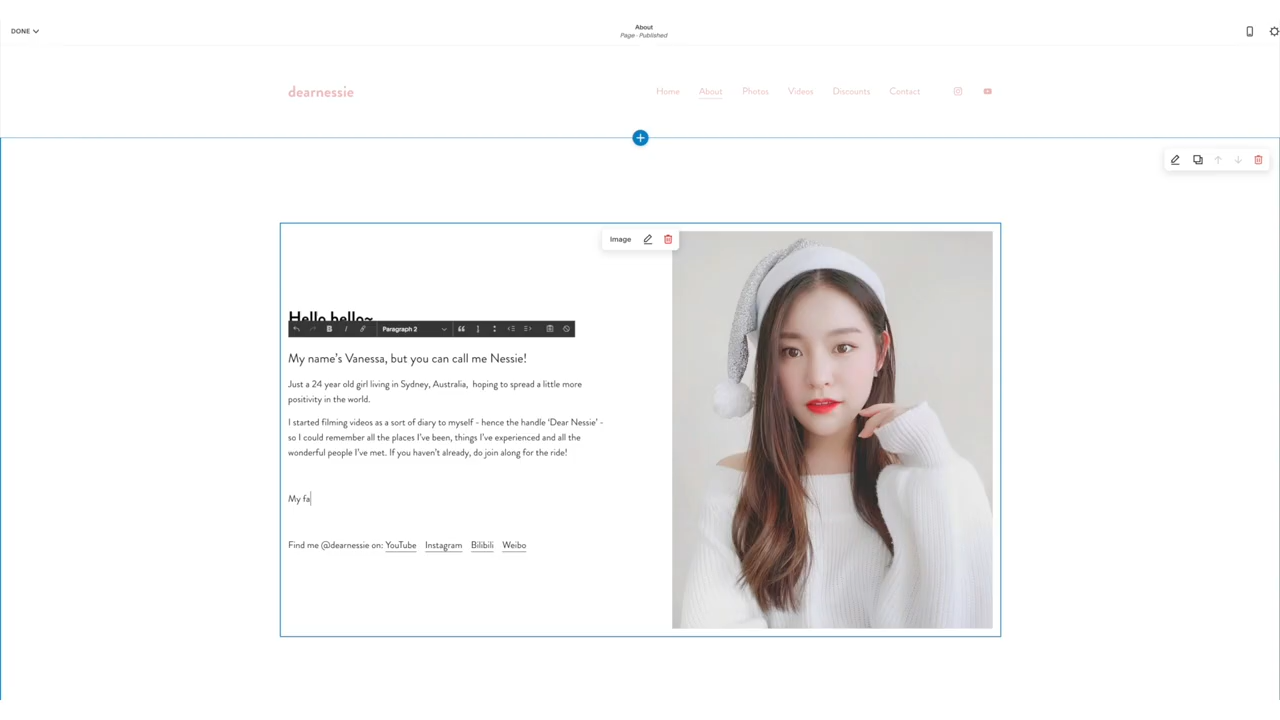 DONE
About
Page · Published
dearnessie
Home About Photos Videos Discounts Contact
Image
Hello hello~
B I Paragraph 2
My name's Vanessa, but you can call me Nessie!
Just a 24 year old girl living in Sydney, Australia, hoping to spread a little more
positivity in the world.
I started filming videos as a sort of diary to myself - hence the handle ‘Dear Nessie’ -
so I could remember all the places I've been, things I've experienced and all the
wonderful people I've met. If you haven't already, do join along for the ride!
My fa
Find me @dearnessie on: YouTube Instagram Bilibili Weibo